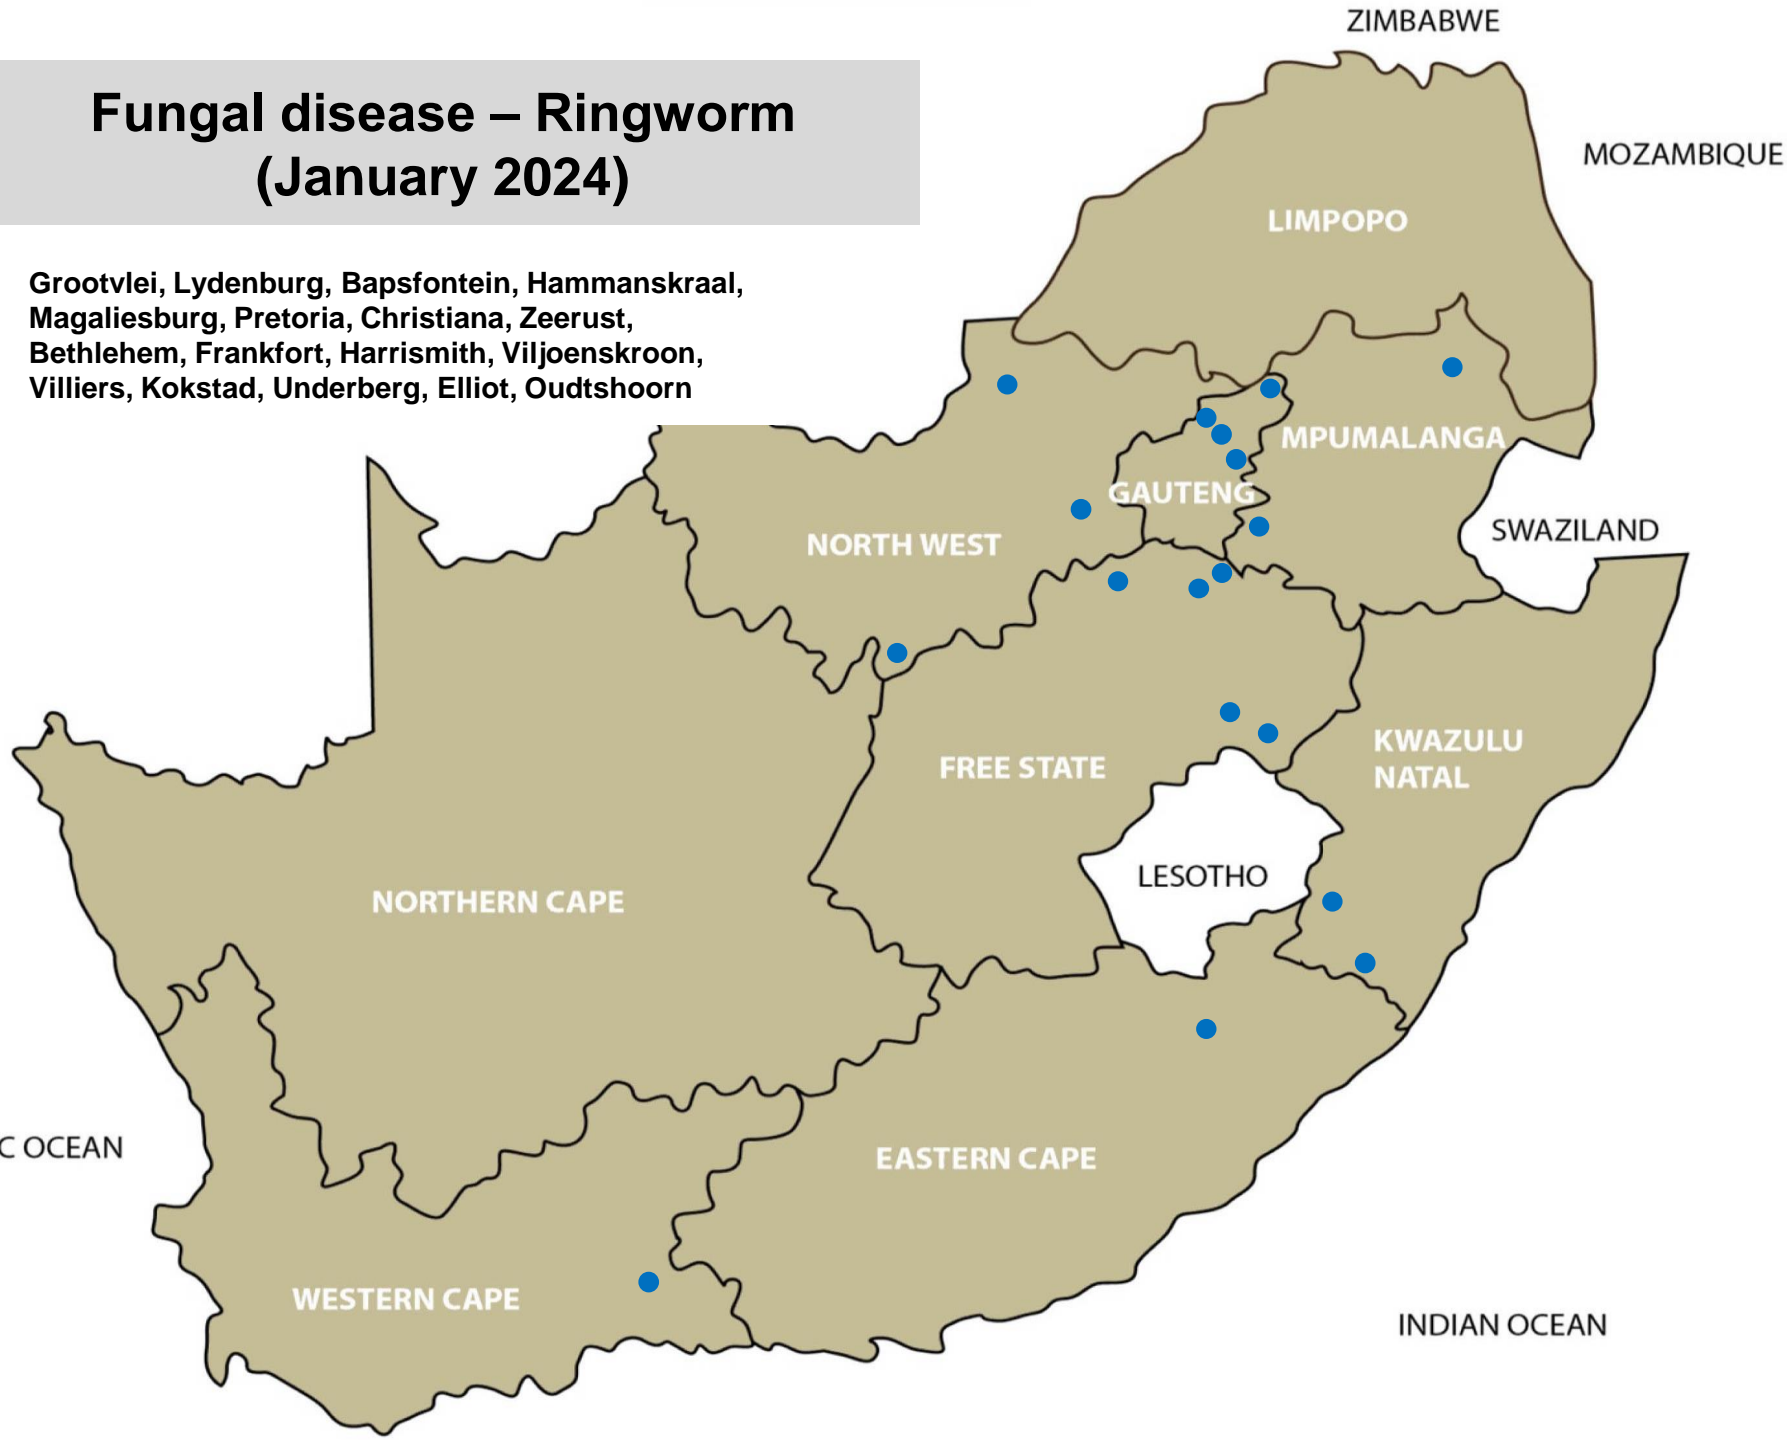 ZIMBABWE
Fungal disease – Ringworm
(January 2024)
MOZAMBIQUE
LIMPOPO
Grootvlei, Lydenburg, Bapsfontein, Hammanskraal,
Magaliesburg, Pretoria, Christiana, Zeerust,
Bethlehem, Frankfort, Harrismith, Viljoenskroon,
Villiers, Kokstad, Underberg, Elliot, Oudtshoorn
MPUMALANGA
GAUTENG
SWAZILAND
NORTH WEST
KWAZULU
NATAL
FREE STATE
LESOTHO
NORTHERN CAPE
C OCEAN
EASTERN CAPE
WESTERN CAPE
INDIAN OCEAN